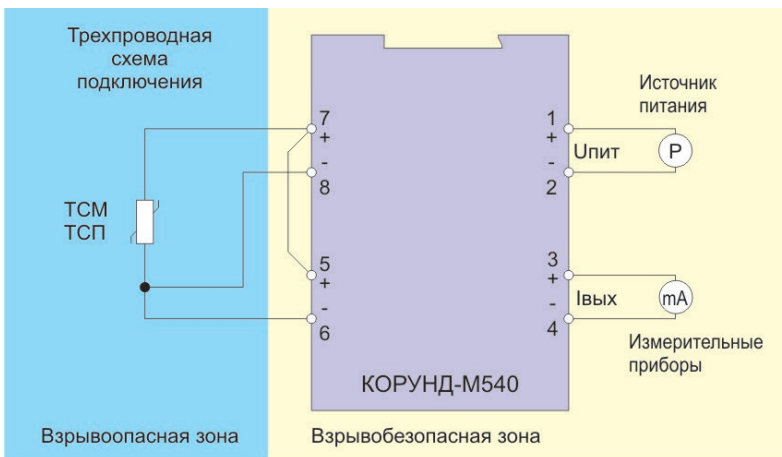 Трехпроводная
схема
подключения
ТСМ
ТСП
7
+
-
8
5
+
-
6
1
+
Uпит
-
2
3
+
Iвых
-
4
Источник
питания
P
mA
Измерительные
приборы
КОРУНД-М540
Взрывоопасная зона
Взрывобезопасная зона